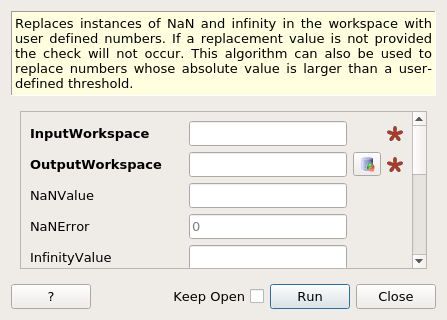 Replaces instances of NaN and infinity in the workspace with
user defined numbers. If a replacement value is not provided
the check will not occur. This algorithm can also be used to
replace numbers whose absolute value is larger than a user-
defined threshold.
InputWorkspace
OutputWorkspace
NaNValue
NaNError 0
InfinityValue
? Keep Open Run Close